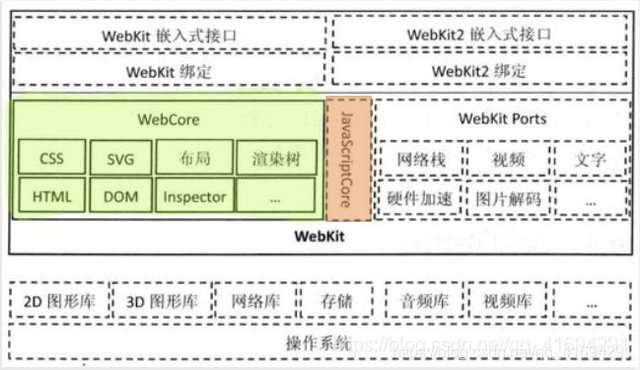 WebKit 嵌入式接口
WebKit2 嵌入式接口
WebKit 绑定
WebKit2 绑定
WebCore
CSS
SVG
布局
渲染树
HTML
DOM
Inspector
...
JavaScriptCore
WebKit Ports
网络栈
视频
文字
硬件加速
图片解码
...
WebKit
2D 图形库
3D 图形库
网络库
存储
音频库
视频库
...
操作系统
https://blog.csdn.net/qq_41694291